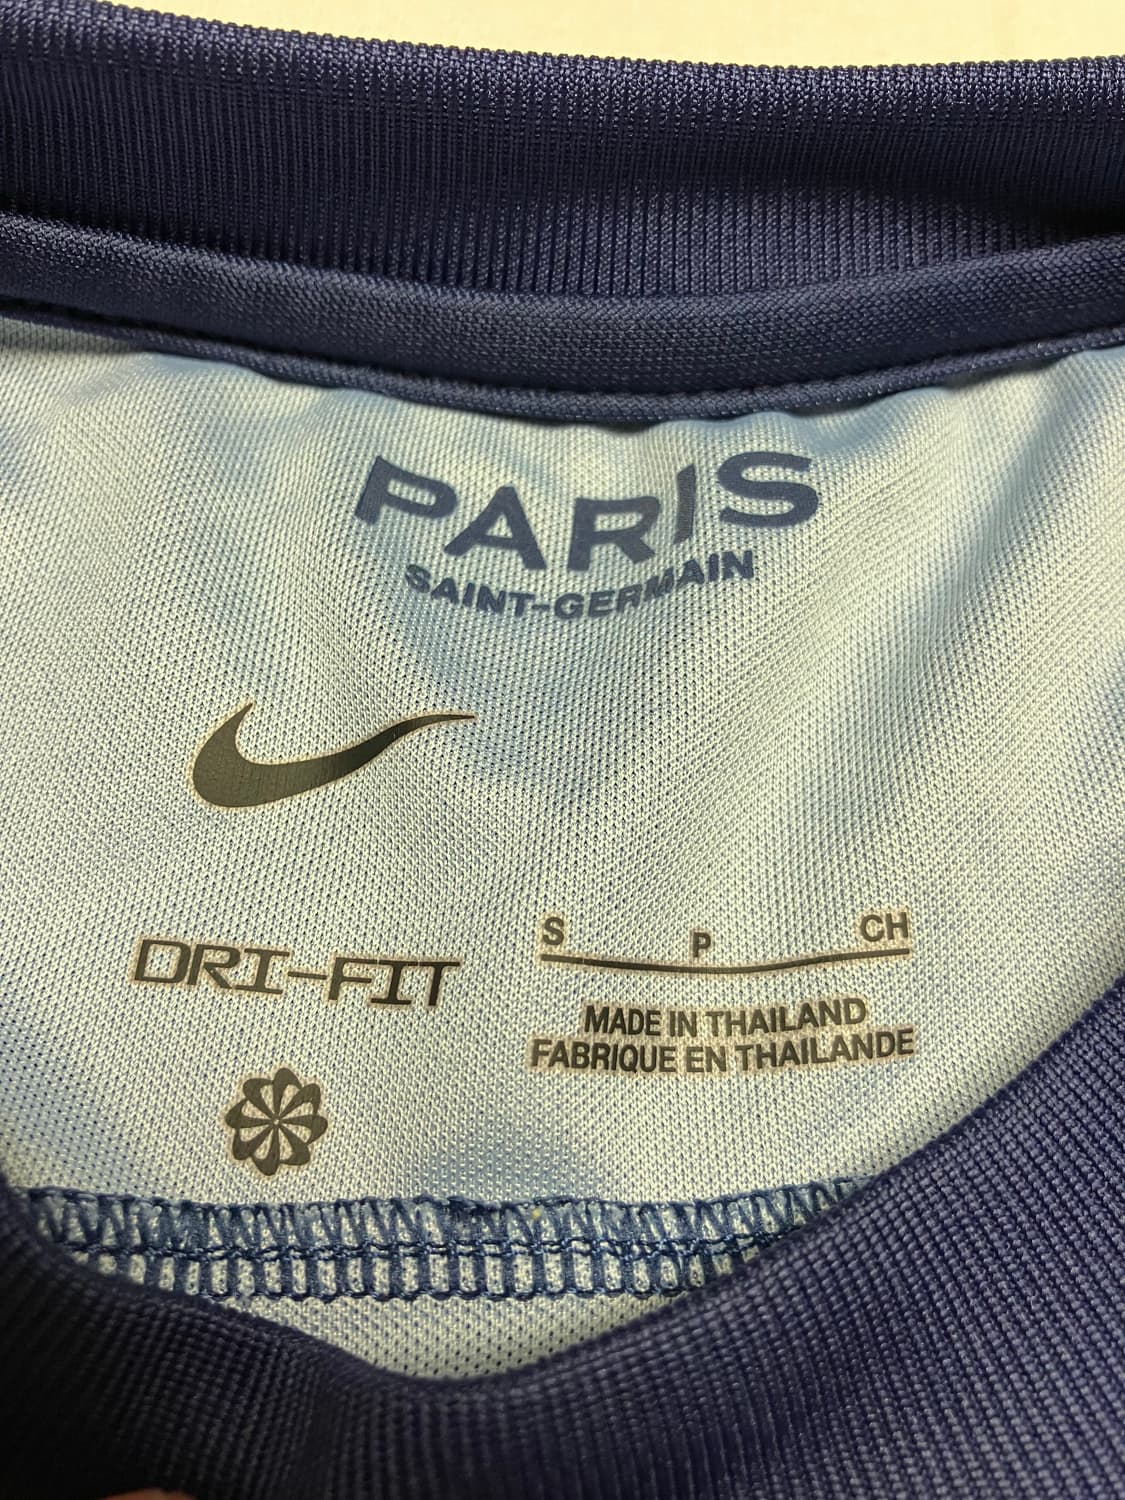 PARIS
SAINT-GERMAIN
DRI-FIT
S P CH
MADE IN THAILAND
FABRIQUE EN THAILANDE